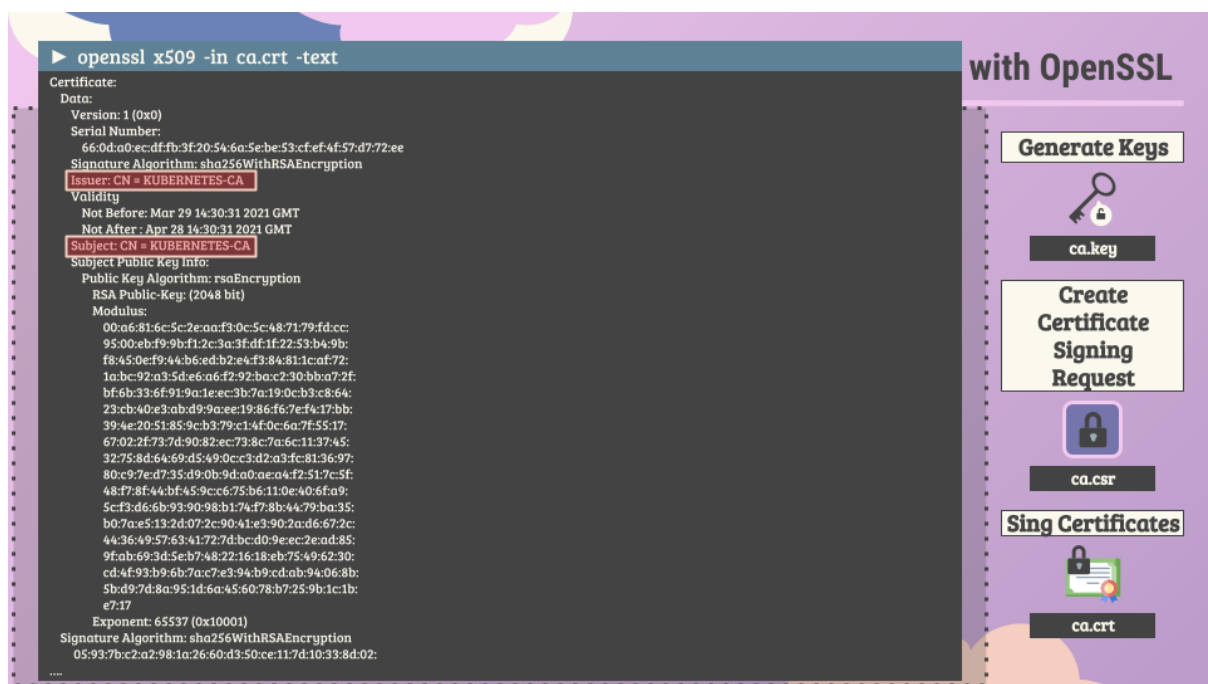 ► openssl x509 -in ca.crt -text
with OpenSSL
Certificate:
Data:
Version: 1 (0x0)
Serial Number:
66:0d:a0:ec:df:fb:3f:20:54:6a:5e:be:53:cf:ef:4f:57:d7:72:ee
Signature Algorithm: sha256WithRSAEncryption
Issuer: CN = KUBERNETES-CA
Validity
Not Before: Mar 29 14:30:31 2021 GMT
Not After : Apr 28 14:30:31 2021 GMT
Subject: CN = KUBERNETES-CA
Subject Public Key Info:
Public Key Algorithm: rsaEncryption
RSA Public-Key: (2048 bit)
Modulus:
00:a6:81:6c:5c:2e:aa:f3:0c:5c:48:71:79:fd:cc:
95:00:eb:f9:9b:f1:2c:3a:3f:df:1f:22:53:b4:9b:
f8:45:0e:f9:44:b6:ed:b2:e4:f3:84:81:1c:af:72:
1a:bc:92:a3:5d:e6:a6:f2:92:ba:c2:30:bb:a7:2f:
bf:6b:33:6f:91:9a:1e:ec:3b:7a:19:0c:b3:c8:64:
23:cb:40:e3:ab:d9:9a:ee:19:86:f6:7e:f4:17:bb:
39:4e:20:51:85:9c:b3:79:c1:4f:0c:6a:7f:55:17:
67:02:2f:73:7d:90:82:ec:73:8c:7a:6c:11:37:45:
32:75:8d:64:69:d5:49:0c:c3:d2:a3:fc:81:36:97:
80:c9:7e:d7:35:d9:0b:9d:a0:ae:a4:f2:51:7c:5f:
48:f7:8f:44:bf:45:9c:c6:75:b6:11:0e:40:6f:a9:
5c:f3:d6:6b:93:90:98:b1:74:f7:8b:44:79:ba:35:
b0:7a:e5:13:2d:07:2c:90:41:e3:90:2a:d6:67:2c:
44:36:49:57:63:41:72:7d:bc:d0:9e:ec:2e:ad:85:
9f:ab:69:3d:5e:b7:48:22:16:18:eb:75:49:62:30:
cd:4f:93:b9:6b:7a:c7:e3:94:b9:cd:ab:94:06:8b:
5b:d9:7d:8a:95:1d:6a:45:60:78:b7:25:9b:1c:1b:
e7:17
Exponent: 65537 (0x10001)
Signature Algorithm: sha256WithRSAEncryption
05:93:7b:c2:a2:98:1a:26:60:d3:50:ce:11:7d:10:33:8d:02:
....
Generate Keys
ca.key
Create
Certificate
Signing
Request
ca.csr
Sing Certificates
ca.crt